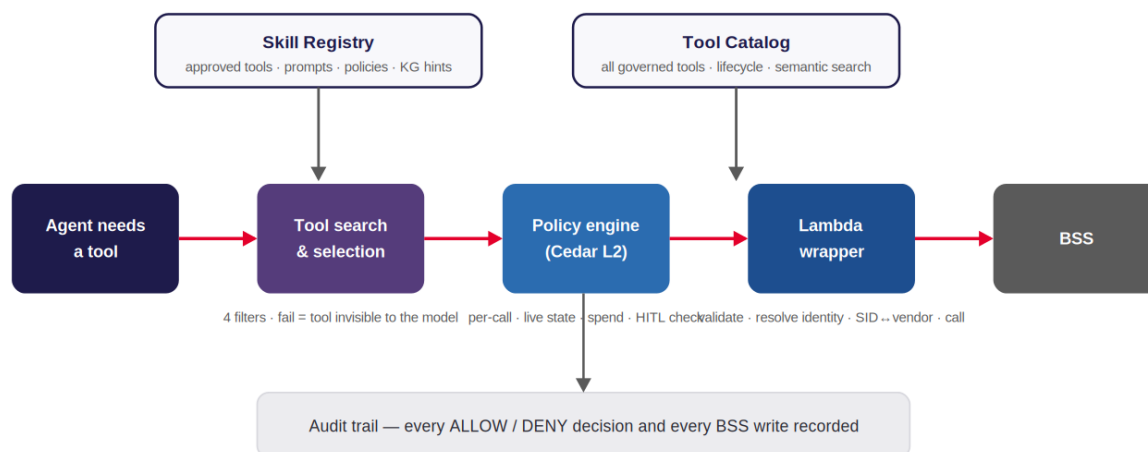 Skill Registry
approved tools · prompts · policies · KG hints
Tool Catalog
all governed tools · lifecycle · semantic search
Agent needs
a tool
Tool search
& selection
Policy engine
(Cedar L2)
Lambda
wrapper
BSS
4 filters · fail = tool invisible to the model
per-call · live state · spend · HITL check
validate · resolve identity · SID↔vendor · call
Audit trail — every ALLOW / DENY decision and every BSS write recorded